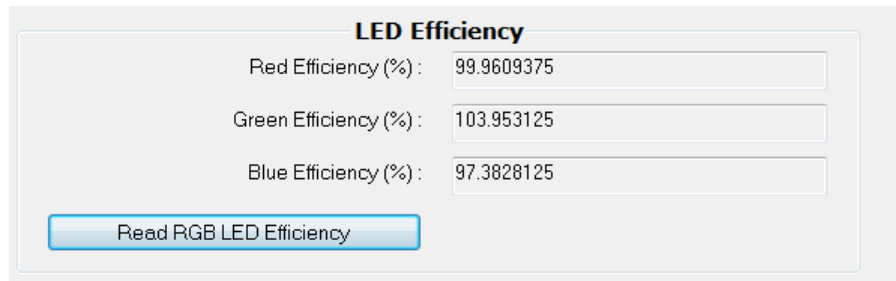 LED Efficiency
Red Efficiency (%) : 99.9609375
Green Efficiency (%) : 103.953125
Blue Efficiency (%) : 97.3828125
Read RGB LED Efficiency